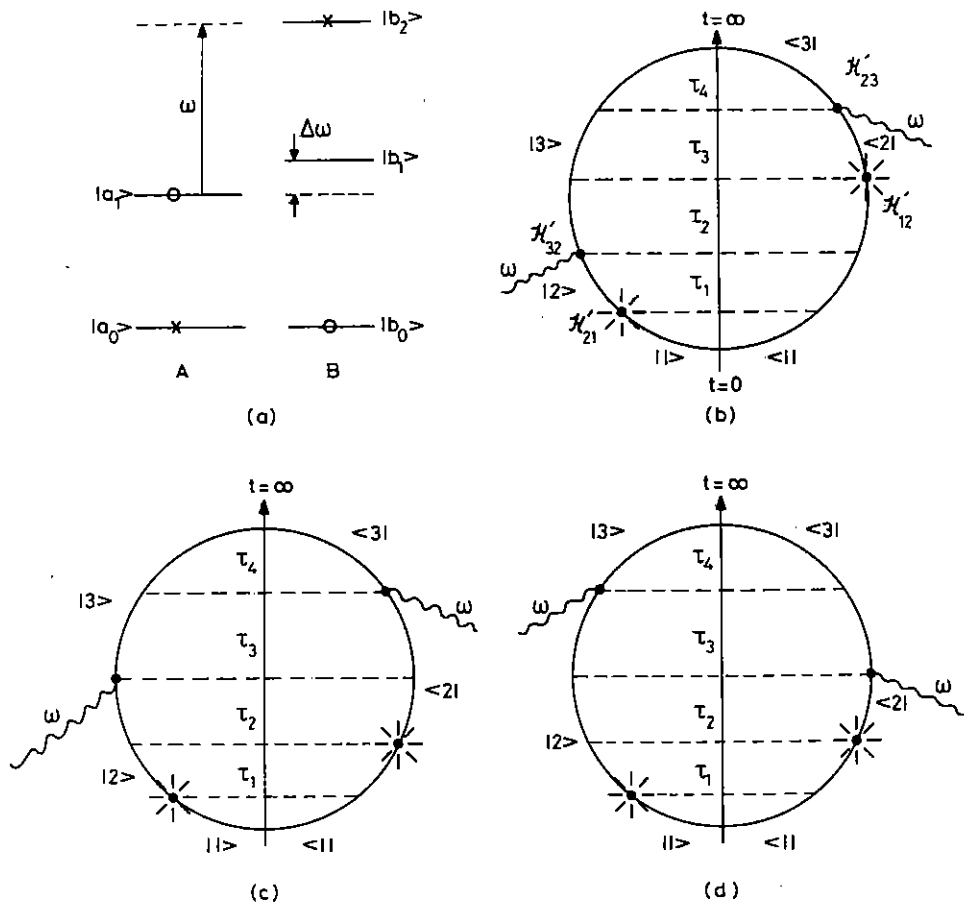 |b₂>
ω
Δω
|b₁>
|a₁>
|a₀>
|b₀>
A B
(a)
t=∞
<3|
ℋ′₂₃
τ₄
ω
|3>
τ₃
<2|
ℋ′₁₂
τ₂
ℋ′₃₂
ω
|2>
τ₁
ℋ′₂₁
|1> <1|
t=0
(b)
t=∞
<3|
τ₄
|3>
ω
τ₃
ω
<2|
τ₂
|2>
τ₁
|1> <1|
(c)
t=∞
|3> <3|
τ₄
ω
τ₃
ω
<2|
τ₂
|2>
τ₁
|1> <1|
(d)